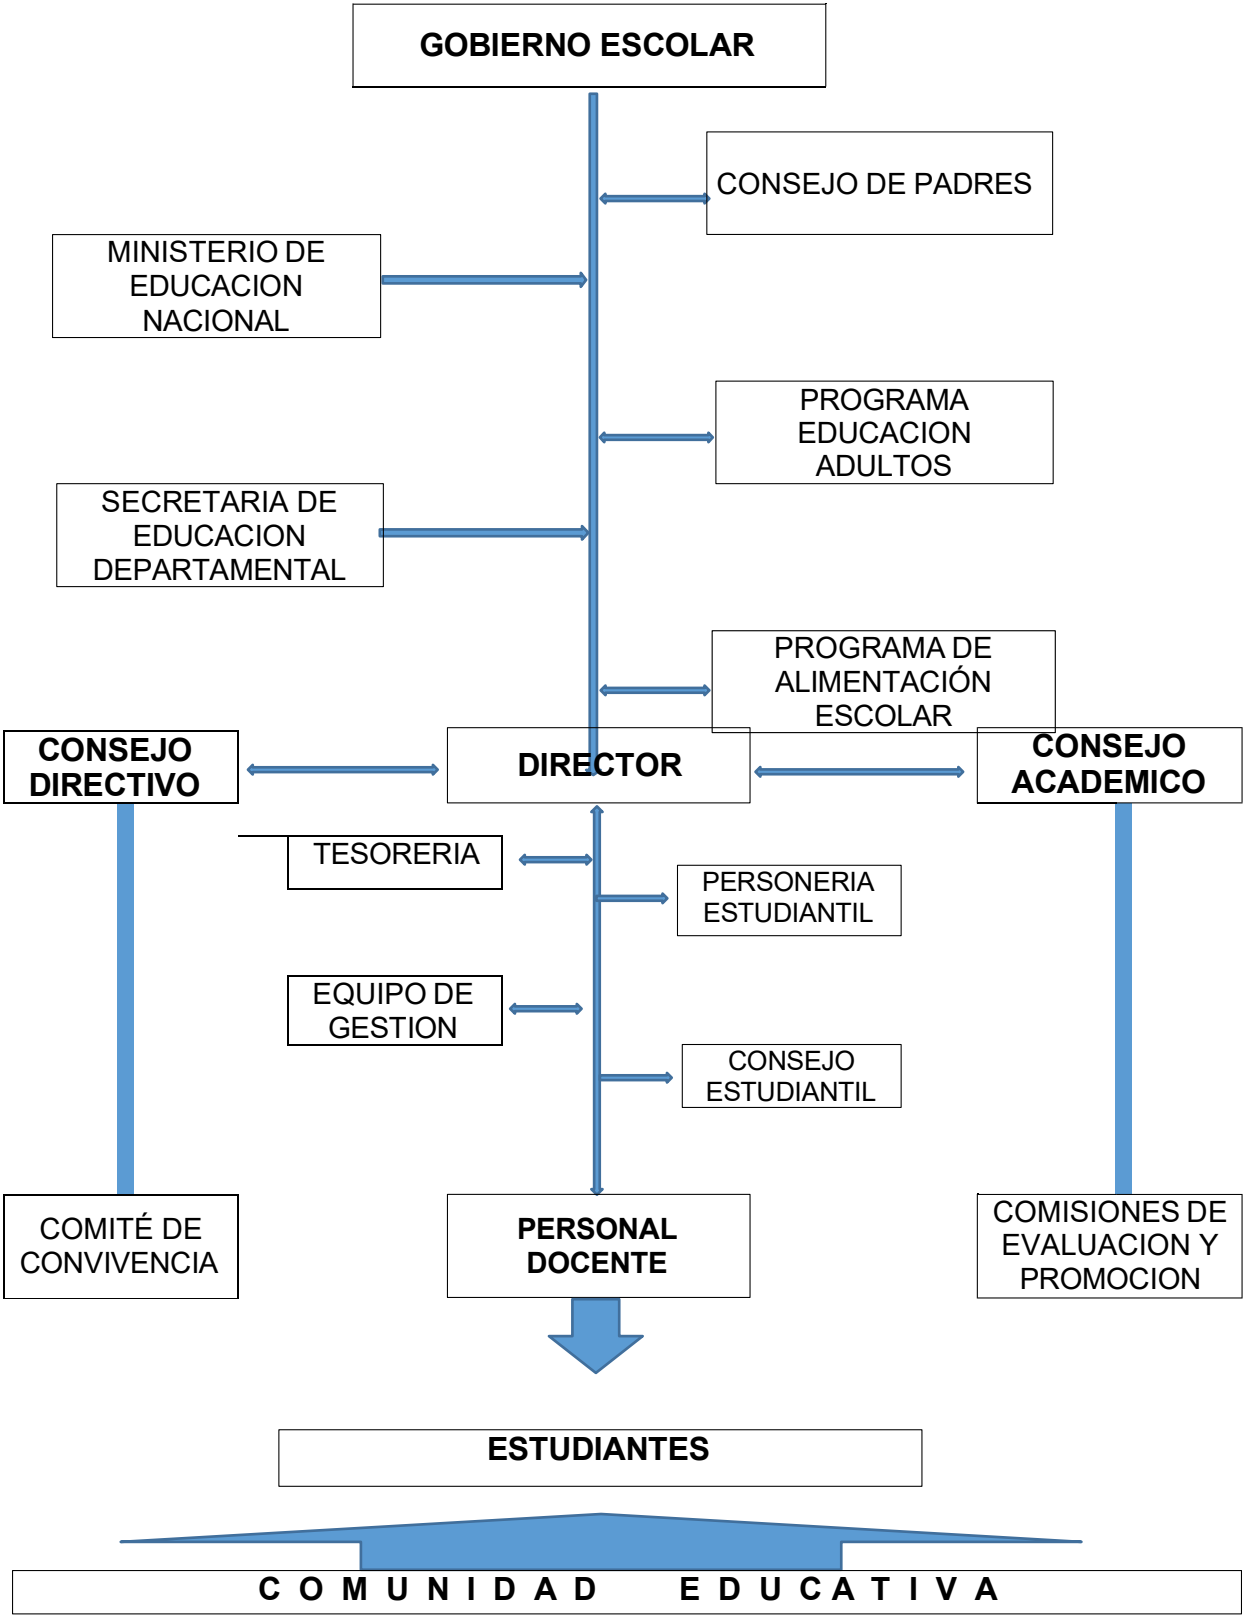 GOBIERNO ESCOLAR
CONSEJO DE PADRES
MINISTERIO DE
EDUCACION
NACIONAL
PROGRAMA
EDUCACION
ADULTOS
SECRETARIA DE
EDUCACION
DEPARTAMENTAL
PROGRAMA DE
ALIMENTACIÓN
ESCOLAR
CONSEJO
DIRECTIVO
DIRECTOR
CONSEJO
ACADEMICO
TESORERIA
PERSONERIA
ESTUDIANTIL
EQUIPO DE
GESTION
CONSEJO
ESTUDIANTIL
COMITÉ DE
CONVIVENCIA
PERSONAL
DOCENTE
COMISIONES DE
EVALUACION Y
PROMOCION
ESTUDIANTES
COMUNIDAD EDUCATIVA